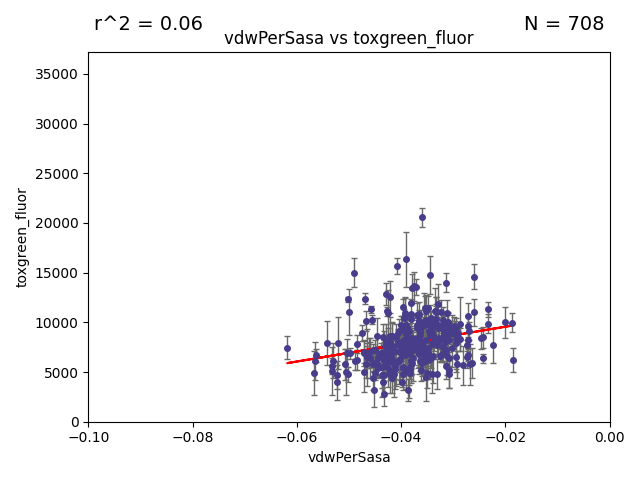 r^2 = 0.06
N = 708
vdwPerSasa vs toxgreen_fluor
35000
30000
25000
20000
15000
10000
5000
0
toxgreen_fluor
−0.10
−0.08
−0.06
−0.04
−0.02
0.00
vdwPerSasa